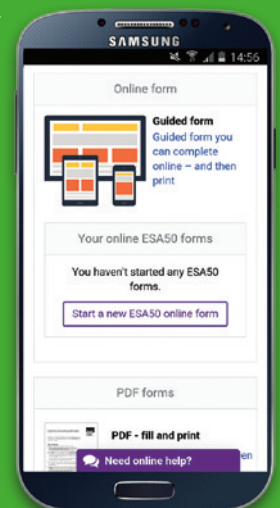 SAMSUNG
14:56
Online form
Guided form
Guided form you
can complete
online – and then
print
Your online ESA50 forms
You haven't started any ESA50
forms.
Start a new ESA50 online form
PDF forms
PDF - fill and print
Need online help?